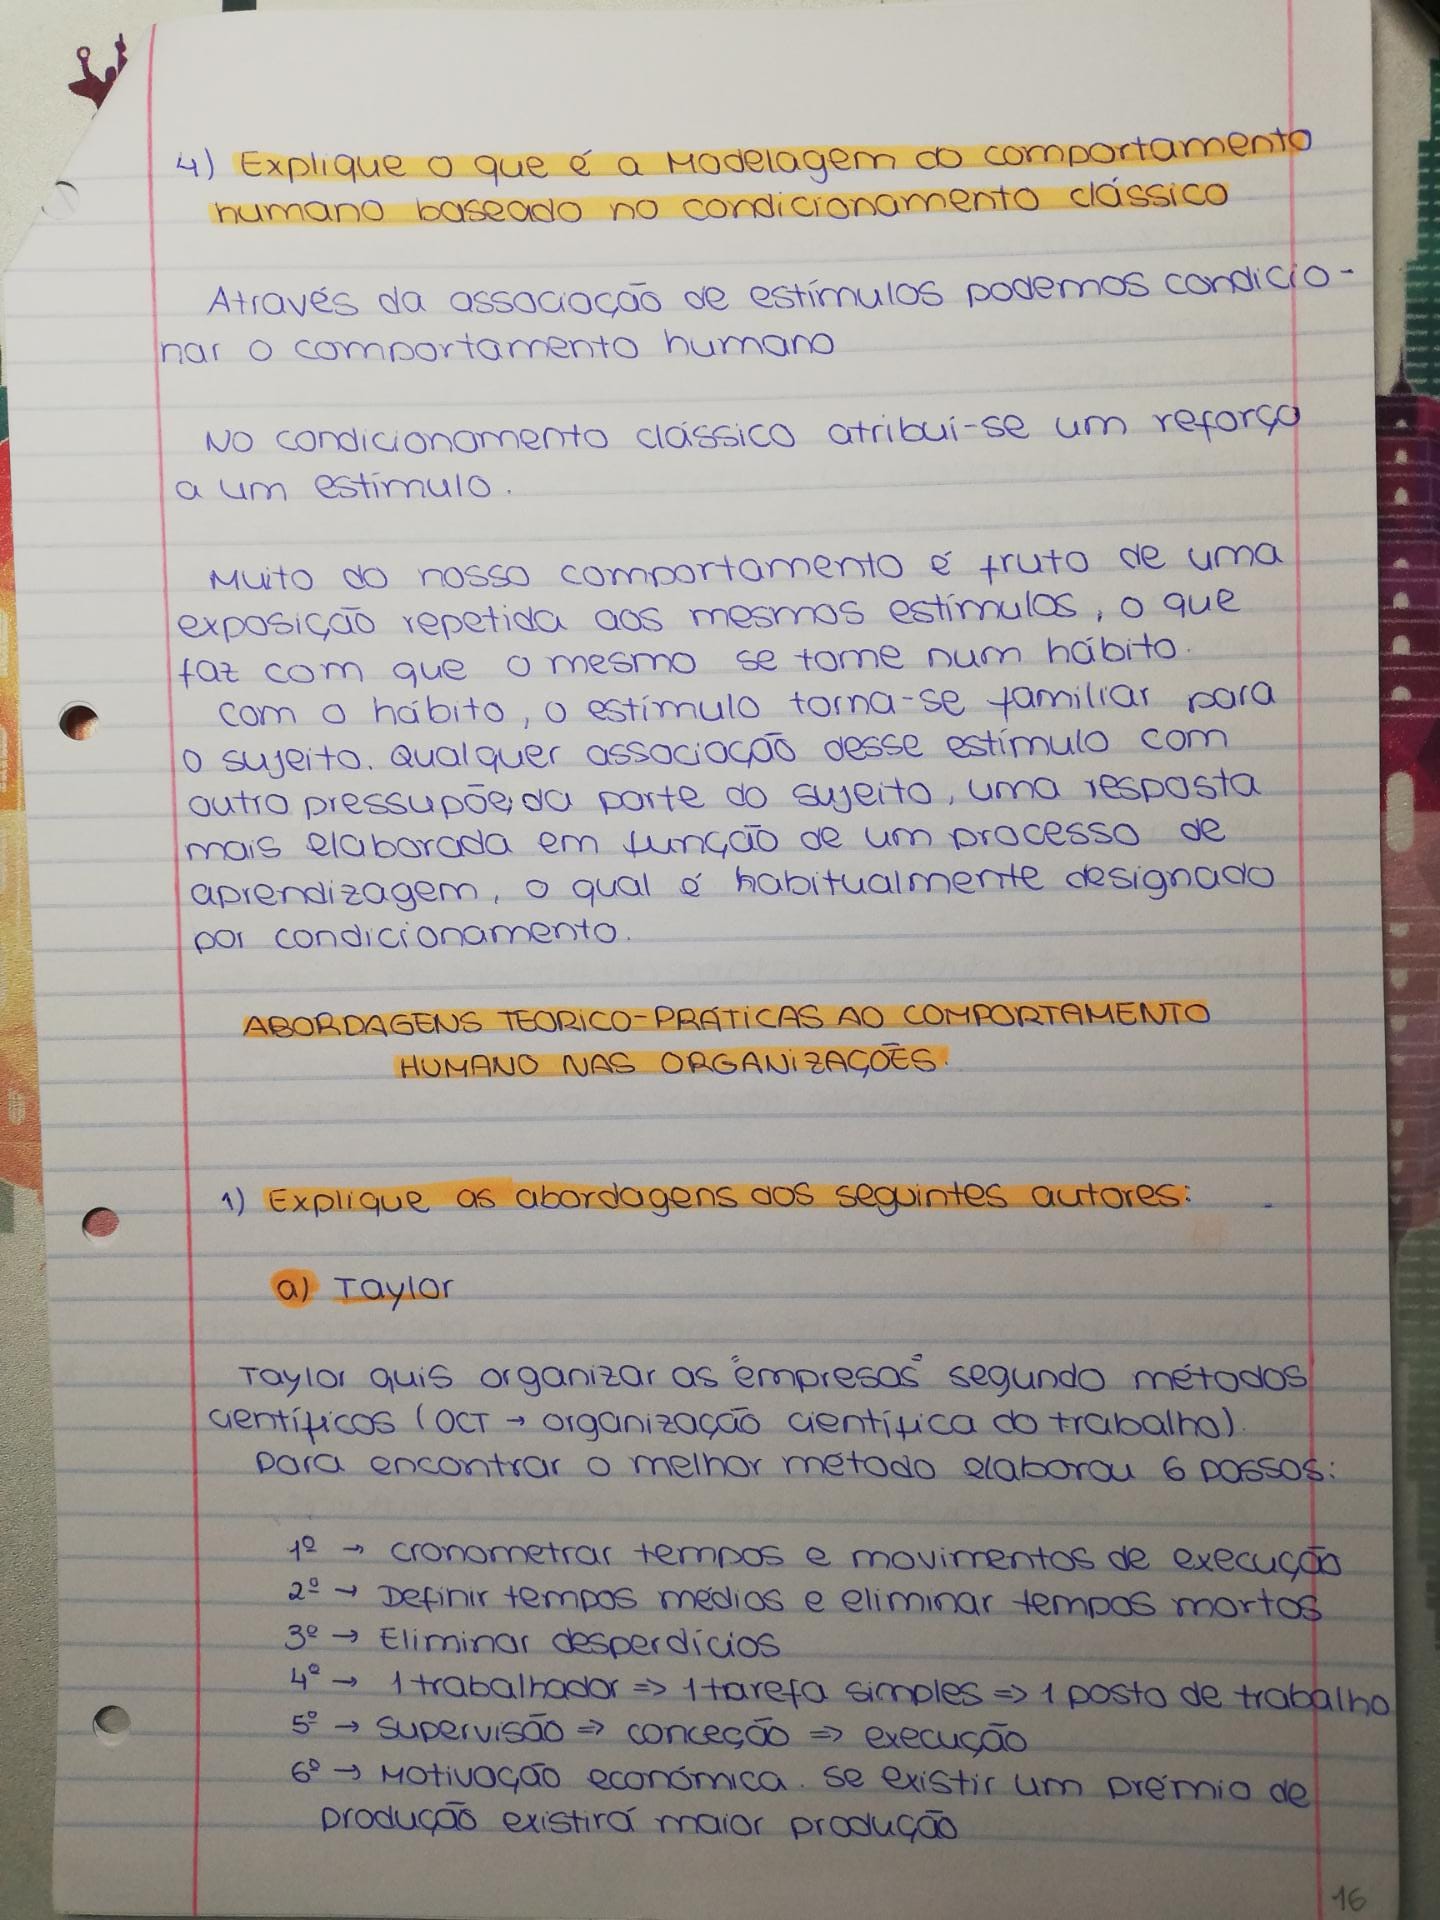 4) Explique o que é a Modelagem do comportamento
humano baseado no condicionamento clássico
Através da associação de estímulos podemos condicio-
nar o comportamento humano
No condicionamento clássico atribui-se um reforço
a um estímulo.
Muito do nosso comportamento é fruto de uma
exposição repetida aos mesmos estímulos, o que
faz com que o mesmo se torne num hábito.
Com o hábito, o estímulo torna-se familiar para
o sujeito. Qualquer associação desse estímulo com
outro pressupõe, da parte do sujeito, uma resposta
mais elaborada em função de um processo de
aprendizagem, o qual é habitualmente designado
por condicionamento.
ABORDAGENS TEORICO-PRÁTICAS AO COMPORTAMENTO
HUMANO NAS ORGANIZAÇÕES.
1) Explique as abordagens dos seguintes autores:
a) Taylor
Taylor quis organizar as "empresas" segundo métodos
científicos (OCT → organização científica do trabalho).
Para encontrar o melhor método elaborou 6 passos:
1º → cronometrar tempos e movimentos de execução
2º → Definir tempos médios e eliminar tempos mortos
3º → Eliminar desperdícios
4º → 1 trabalhador => 1 tarefa simples => 1 posto de trabalho
5º → Supervisão => conceção => execução
6º → Motivação económica. Se existir um prémio de
produção existirá maior produção
16